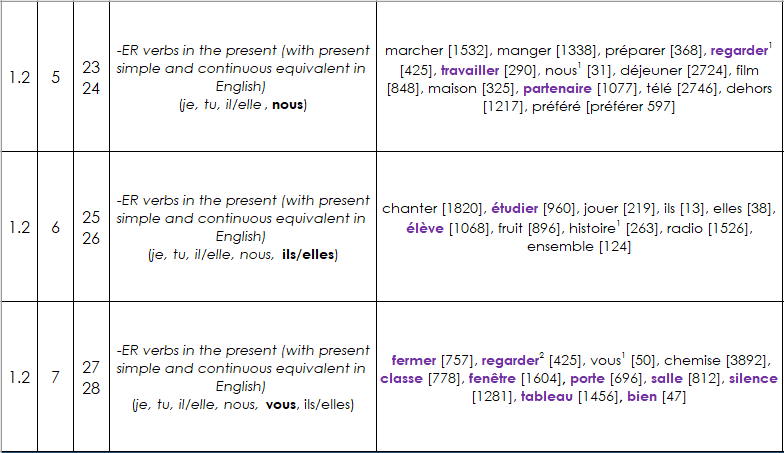 1.2
5
23
24
-ER verbs in the present (with present
simple and continuous equivalent in
English)
(je, tu, il/elle , nous)
marcher [1532], manger [1338], préparer [368], regarder¹
[425], travailler [290], nous¹ [31], déjeuner [2724], film
[848], maison [325], partenaire [1077], télé [2746], dehors
[1217], préféré [préférer 597]
1.2
6
25
26
-ER verbs in the present (with present
simple and continuous equivalent in
English)
(je, tu, il/elle, nous, ils/elles)
chanter [1820], étudier [960], jouer [219], ils [13], elles [38],
élève [1068], fruit [896], histoire¹ [263], radio [1526],
ensemble [124]
1.2
7
27
28
-ER verbs in the present (with present
simple and continuous equivalent in
English)
(je, tu, il/elle, nous, vous, ils/elles)
fermer [757], regarder² [425], vous¹ [50], chemise [3892],
classe [778], fenêtre [1604], porte [696], salle [812], silence
[1281], tableau [1456], bien [47]